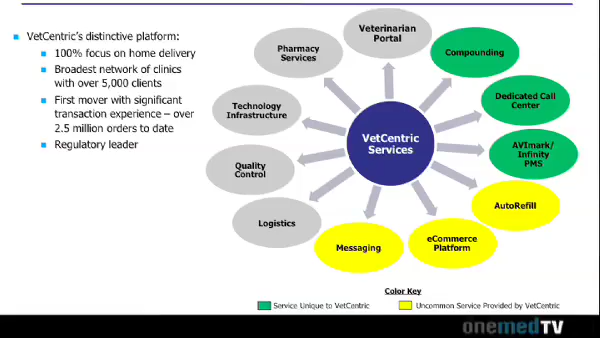 VetCentric's distinctive platform:
100% focus on home delivery
Broadest network of clinics
with over 5,000 clients
First mover with significant
transaction experience – over
2.5 million orders to date
Regulatory leader
Veterinarian
Portal
Compounding
Dedicated Call
Center
AVImark/
Infinity
PMS
AutoRefill
eCommerce
Platform
Messaging
Logistics
Quality
Control
Technology
Infrastructure
Pharmacy
Services
VetCentric
Services
Color Key
Service Unique to VetCentric
Uncommon Service Provided by VetCentric
onemedTV